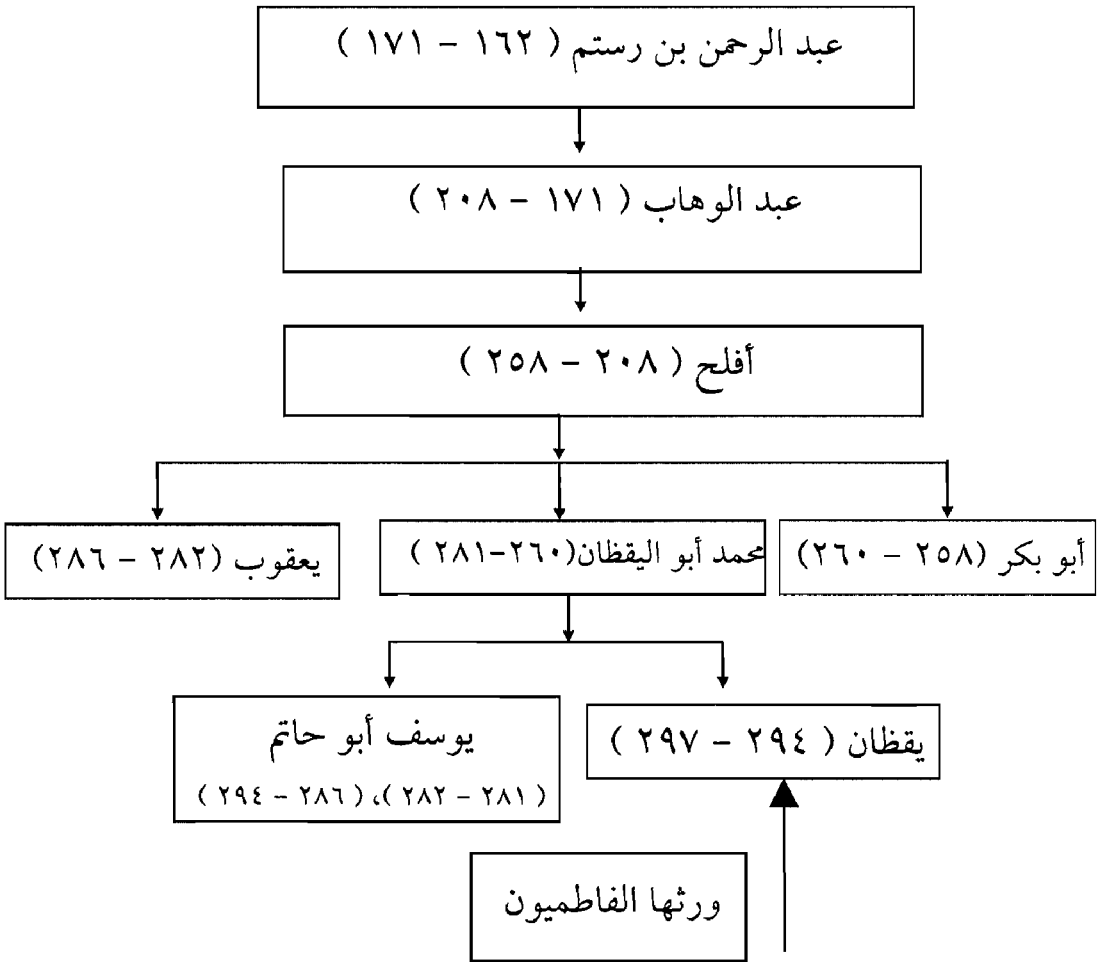 عبد الرحمن بن رستم ( ١٦٢ - ١٧١ )
عبد الوهاب ( ١٧١ - ٢٠٨ )
أفلح ( ٢٠٨ - ٢٥٨ )
أبو بكر (٢٥٨ - ٢٦٠)
محمد أبو اليقظان(٢٦٠-٢٨١ )
يعقوب (٢٨٢ - ٢٨٦)
يقظان ( ٢٩٤ - ٢٩٧ )
يوسف أبو حاتم
( ٢٨١ - ٢٨٢)، (٢٨٦ - ٢٩٤ )
ورثها الفاطميون